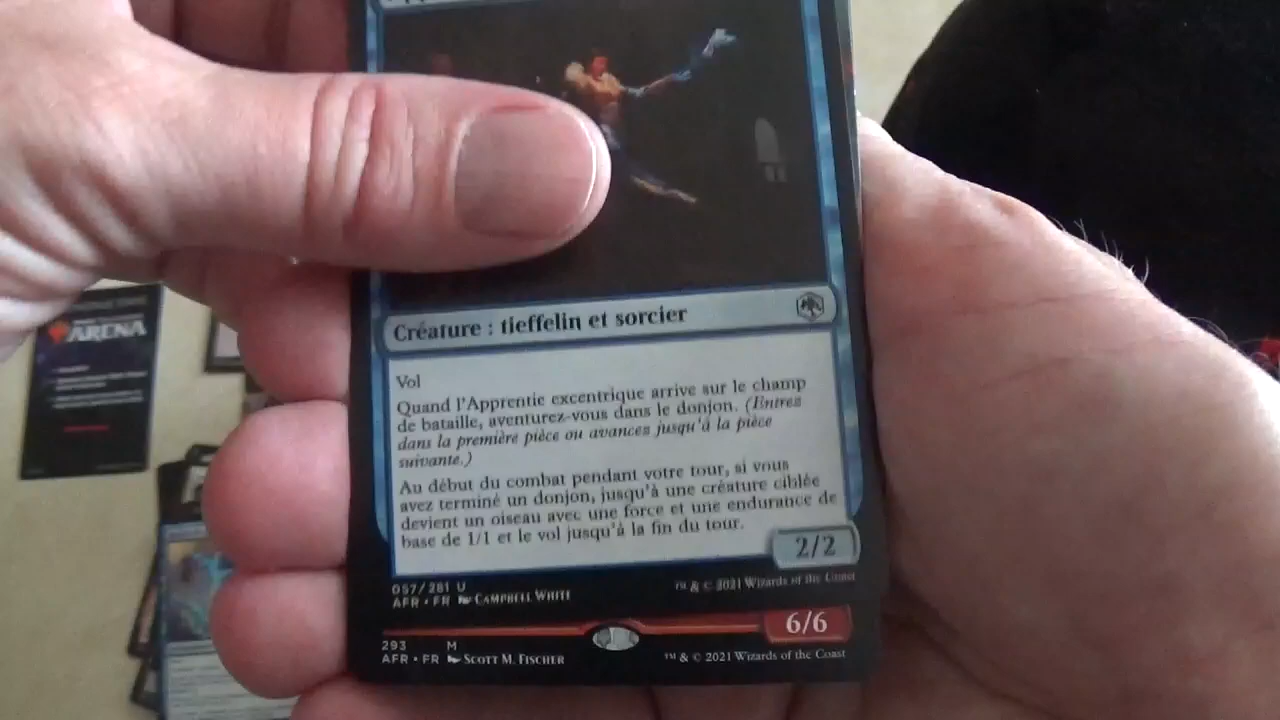 ARENA
Créature : tieffelin et sorcier
Vol
Quand l'Apprentie excentrique arrive sur le champ
de bataille, aventurez-vous dans le donjon. (Entrez
dans la première pièce ou avancez jusqu'à la pièce
suivante.)
Au début du combat pendant votre tour, si vous
avez terminé un donjon, jusqu'à une créature ciblée
devient un oiseau avec une force et une endurance de
base de 1/1 et le vol jusqu'à la fin du tour.
2/2
057/281 U
AFR • FR Campbell White
™ & © 2021 Wizards of the Coast
6/6
293 M
AFR • FR Scott M. Fischer
™ & © 2021 Wizards of the Coast